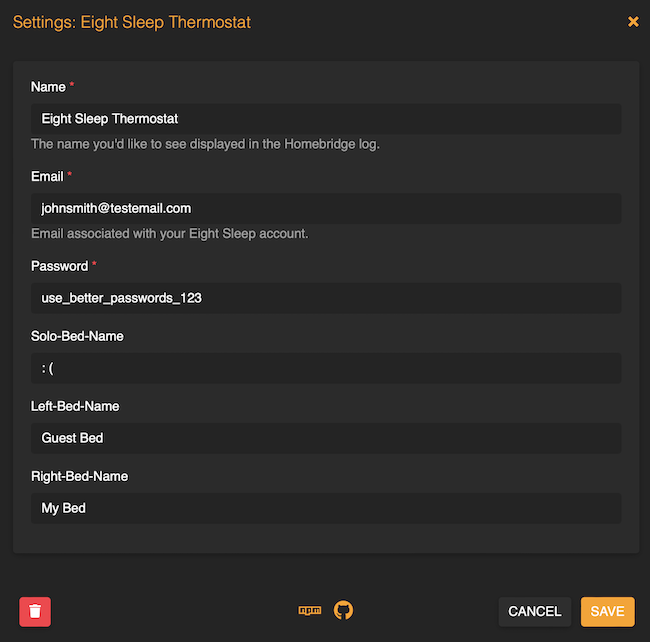 Settings: Eight Sleep Thermostat
Name *
Eight Sleep Thermostat
The name you'd like to see displayed in the Homebridge log.
Email *
johnsmith@testemail.com
Email associated with your Eight Sleep account.
Password *
use_better_passwords_123
Solo-Bed-Name
: (
Left-Bed-Name
Guest Bed
Right-Bed-Name
My Bed
npm
CANCEL
SAVE